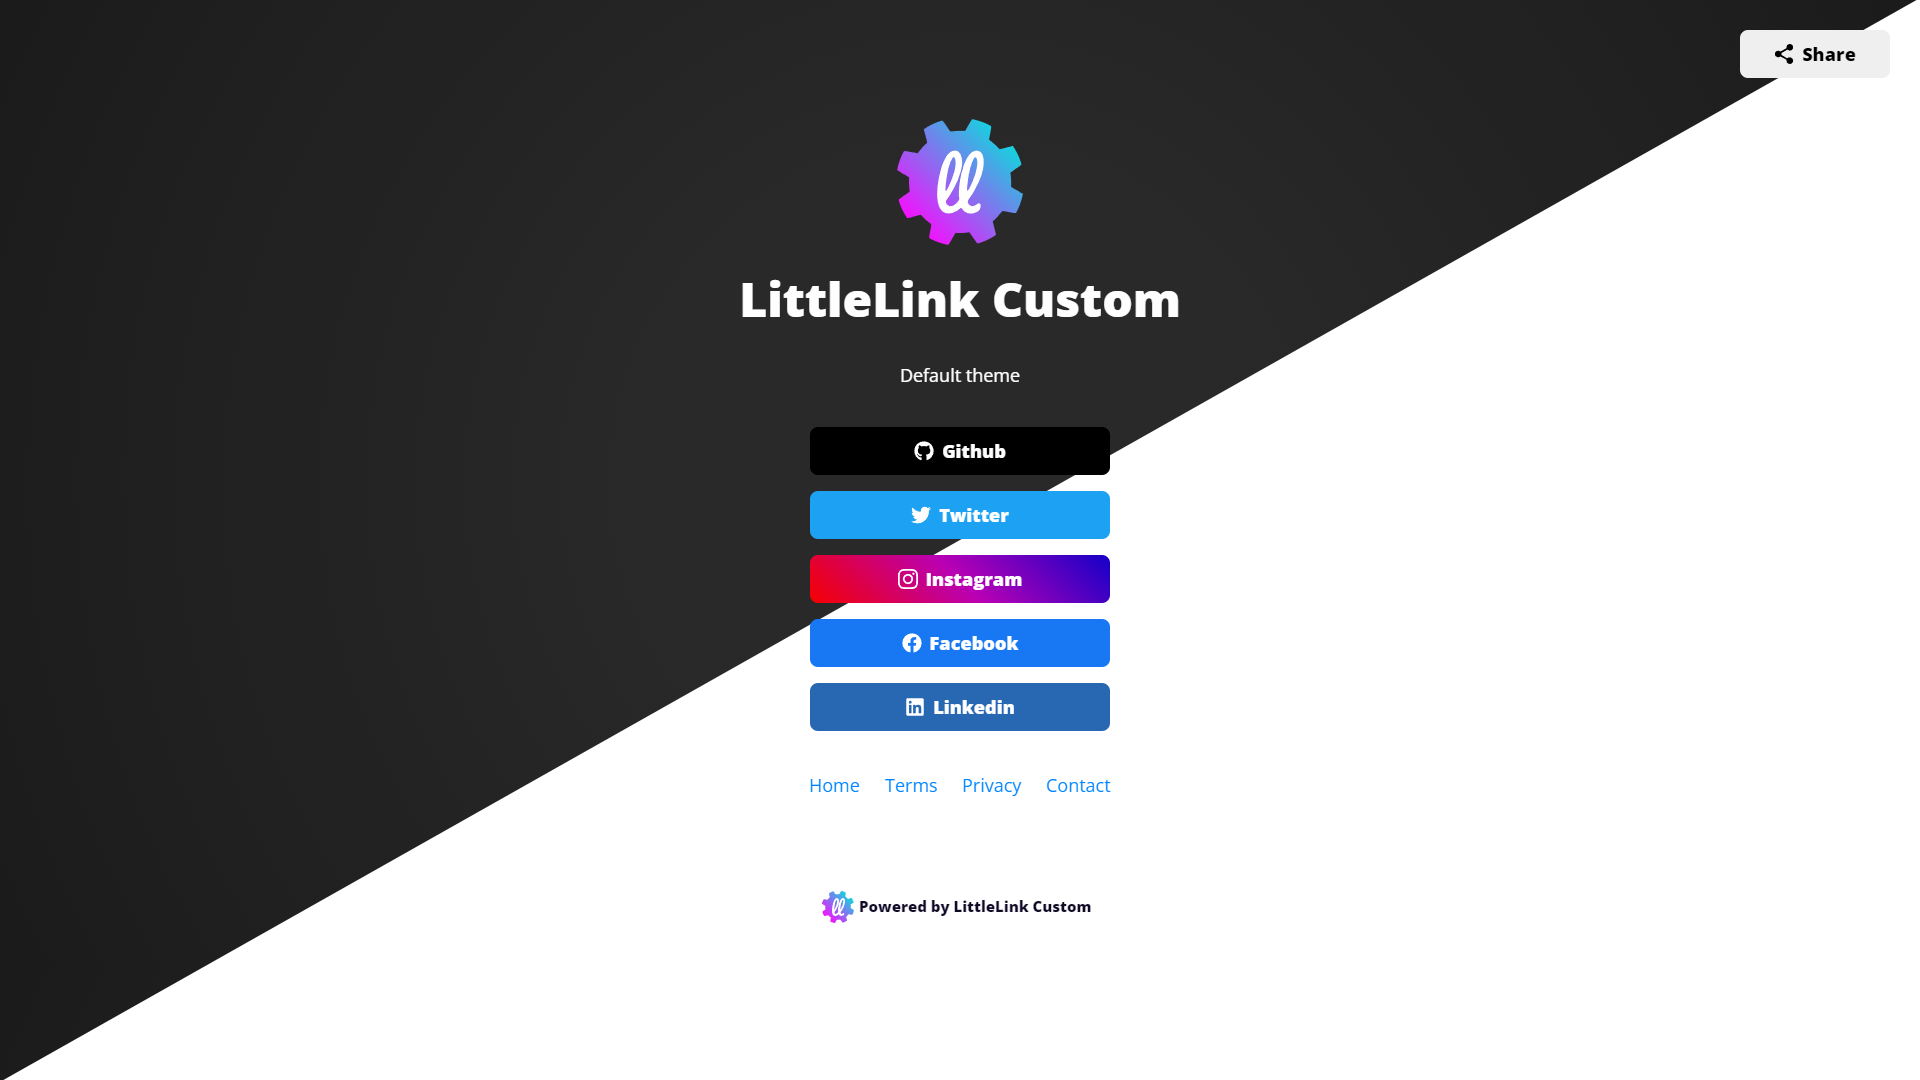 Share
ll
LittleLink Custom
Default theme
Github
Twitter
Instagram
Facebook
Linkedin
Home Terms Privacy Contact
ll Powered by LittleLink Custom